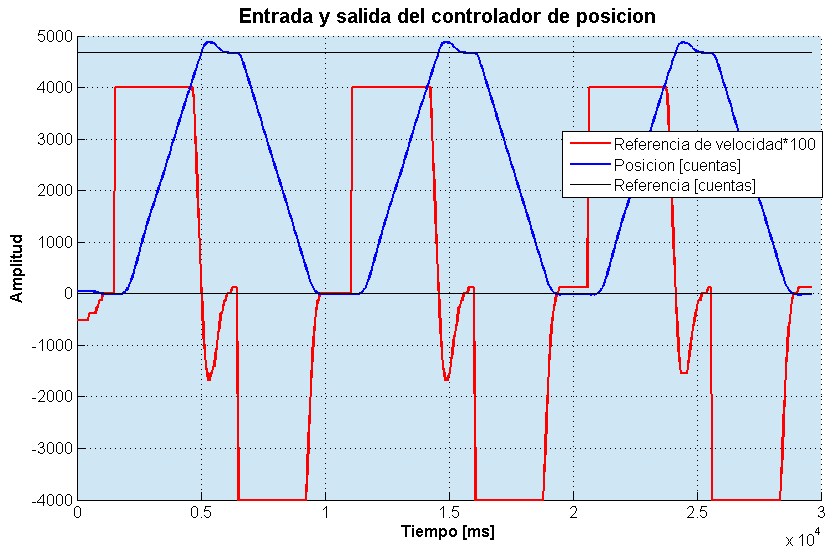 Entrada y salida del controlador de posicion
5000
4000
3000
2000
1000
0
-1000
-2000
-3000
-4000
Amplitud
Referencia de velocidad*100
Posicion [cuentas]
Referencia [cuentas]
0 0.5 1 1.5 2 2.5 3
Tiempo [ms]
x 10^4